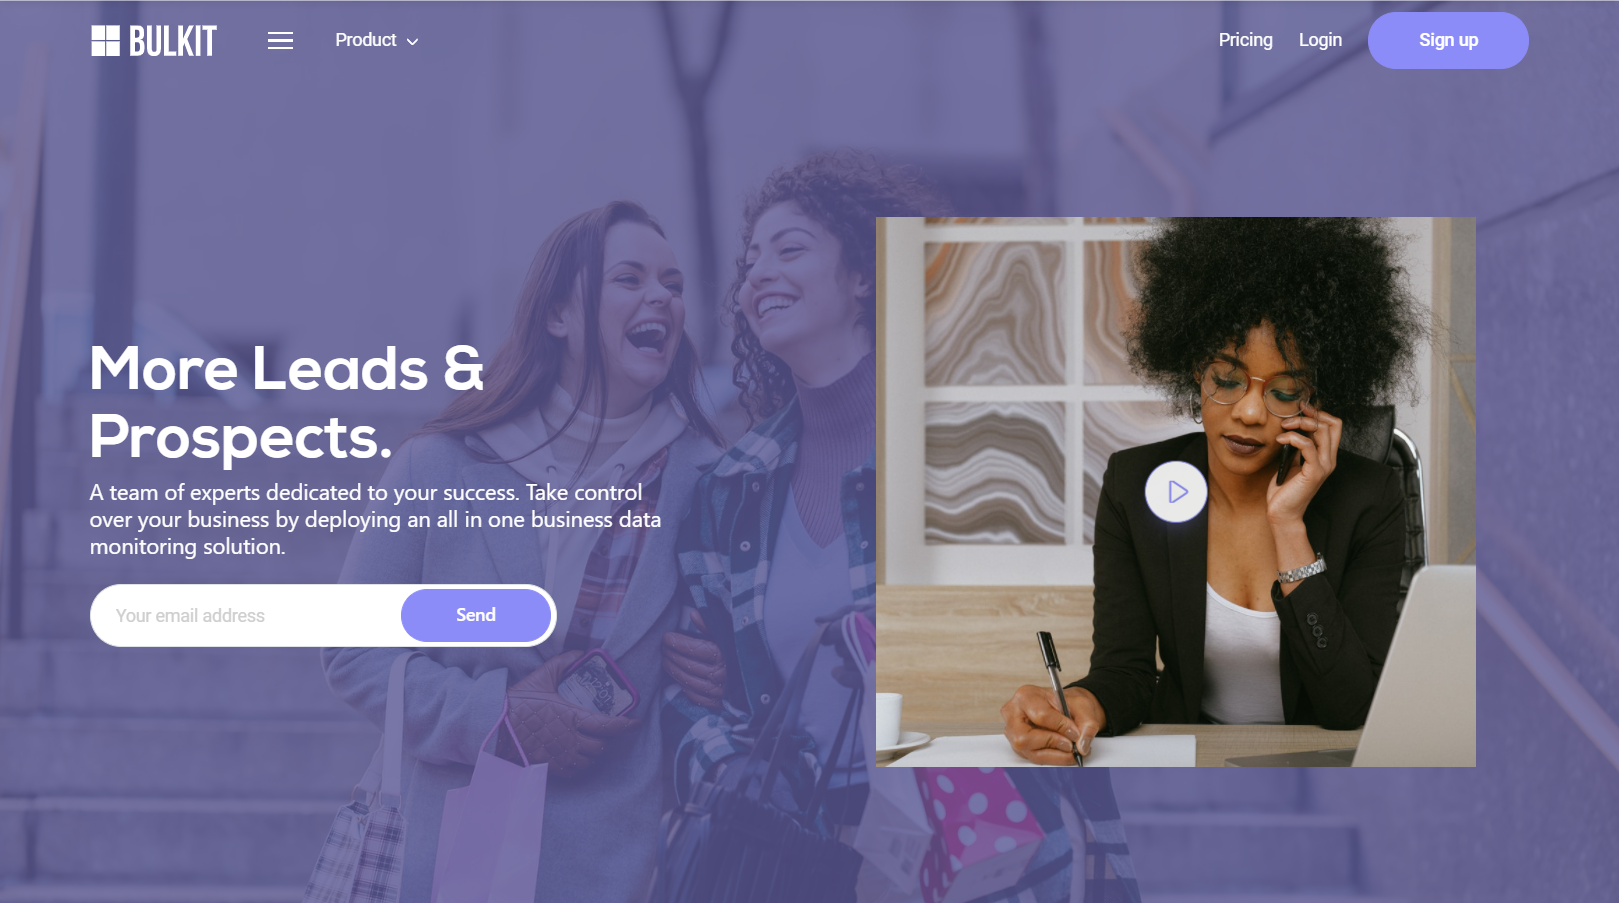 BULKIT
Product
Pricing
Login
Sign up
More Leads &
Prospects.
A team of experts dedicated to your success. Take control
over your business by deploying an all in one business data
monitoring solution.
Your email address
Send